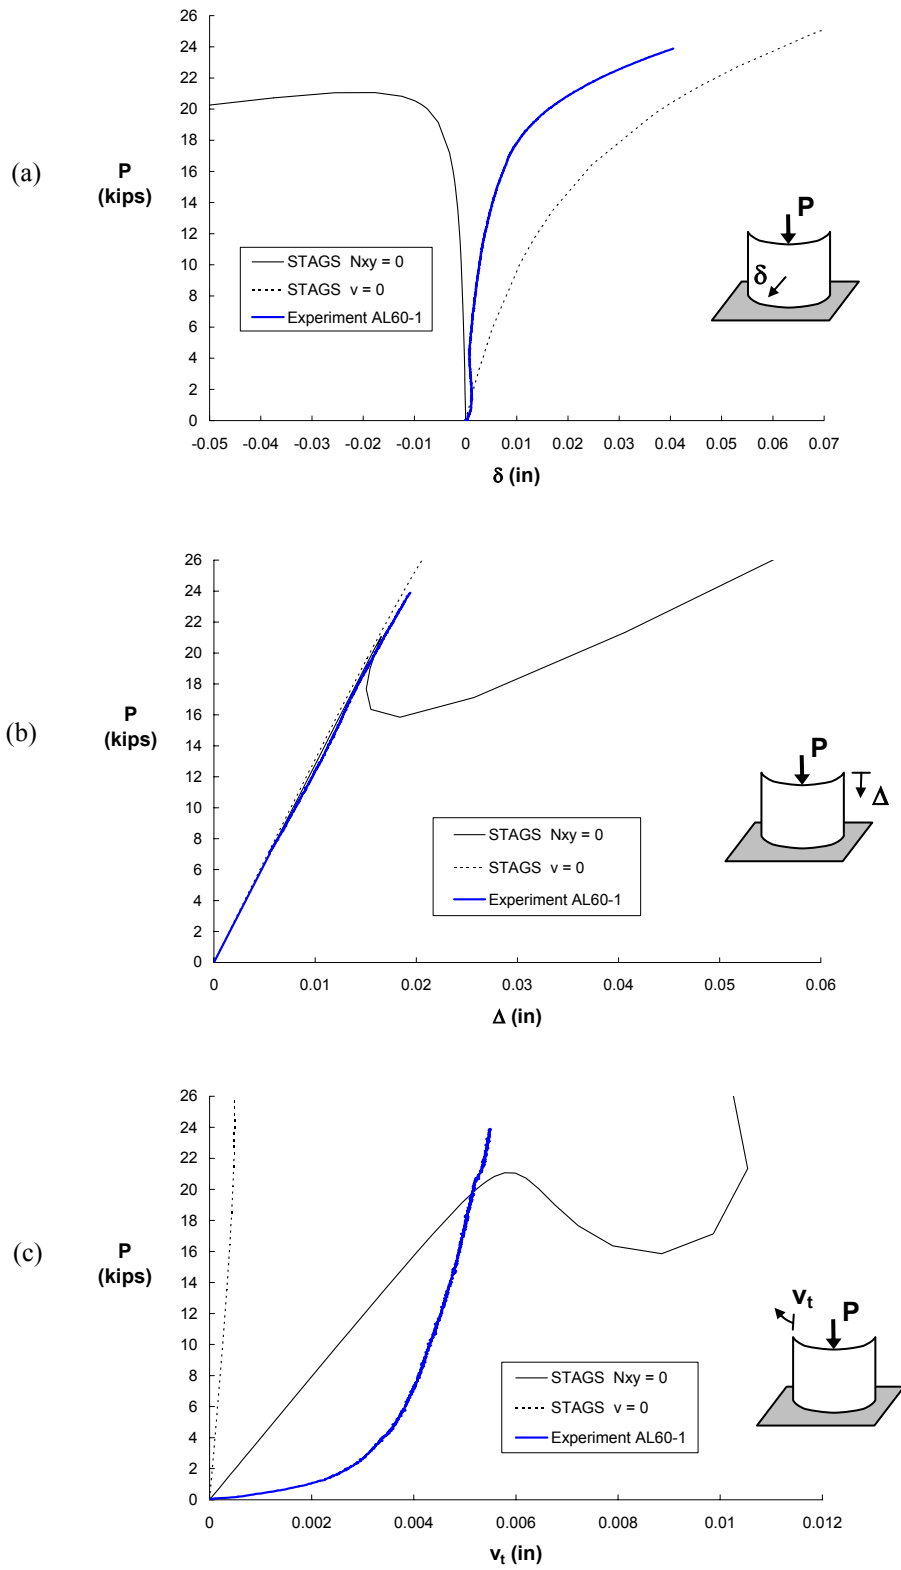 (a)
P
(kips)
26
24
22
20
18
16
14
12
10
8
6
4
2
0
-0.05 -0.04 -0.03 -0.02 -0.01 0 0.01 0.02 0.03 0.04 0.05 0.06 0.07
δ (in)
STAGS Nxy = 0
STAGS v = 0
Experiment AL60-1
P
δ
(b)
P
(kips)
26
24
22
20
18
16
14
12
10
8
6
4
2
0
0 0.01 0.02 0.03 0.04 0.05 0.06
Δ (in)
STAGS Nxy = 0
STAGS v = 0
Experiment AL60-1
P
Δ
(c)
P
(kips)
26
24
22
20
18
16
14
12
10
8
6
4
2
0
0 0.002 0.004 0.006 0.008 0.01 0.012
vt (in)
STAGS Nxy = 0
STAGS v = 0
Experiment AL60-1
vt
P